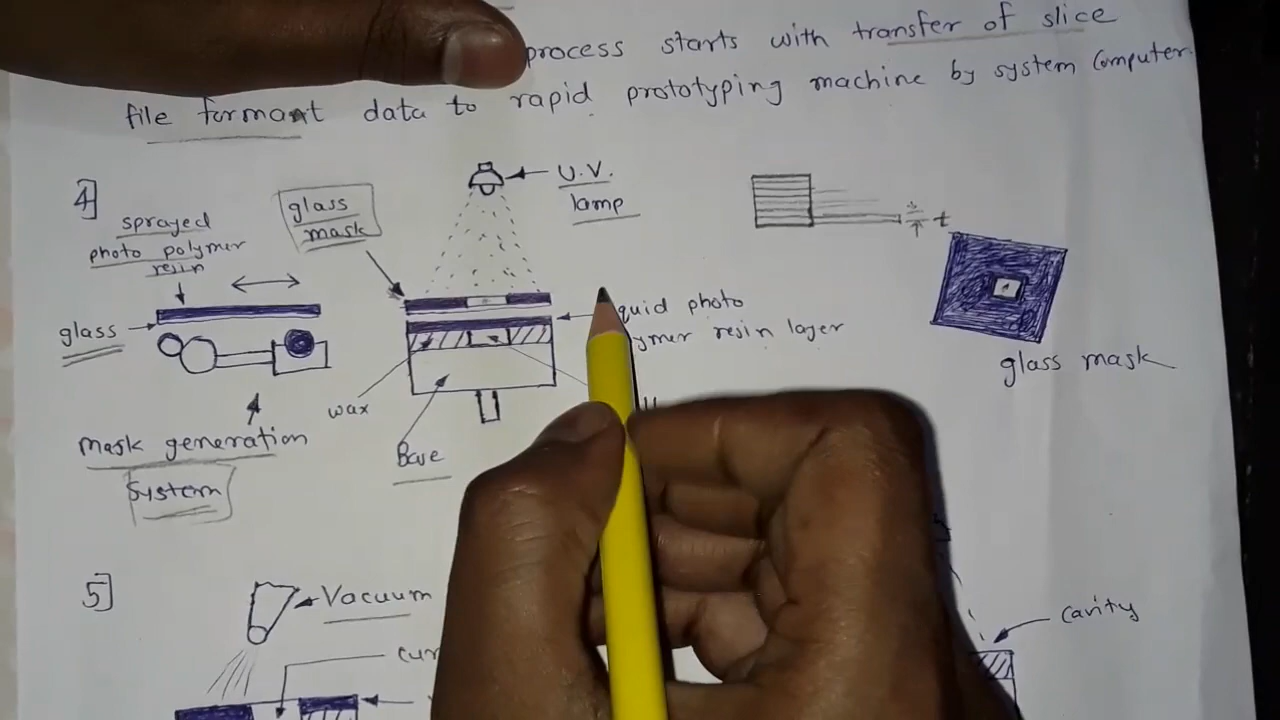 process starts with transfer of slice
file formant data to rapid prototyping machine by system computer
4]
sprayed
photo polymer
resin
glass
mask
U.V.
lamp
t
glass
quid photo
ymer resin layer
glass mask
wax
Mask generation
system
Base
5]
Vacuum
cavity
cur